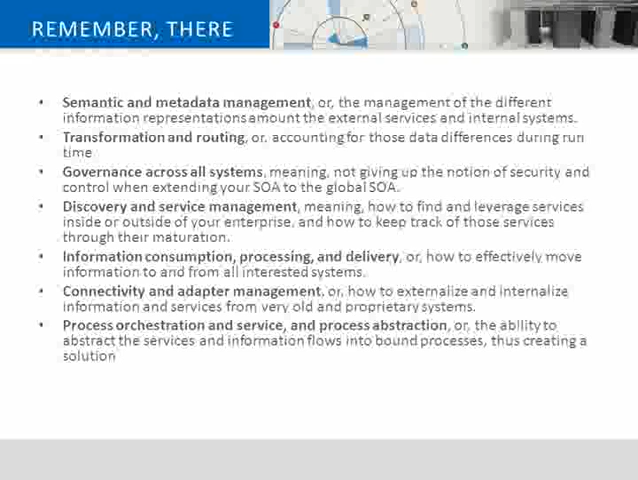 REMEMBER, THERE
• Semantic and metadata management, or, the management of the different
information representations amount the external services and internal systems.
• Transformation and routing, or, accounting for those data differences during run
time
• Governance across all systems, meaning, not giving up the notion of security and
control when extending your SOA to the global SOA.
• Discovery and service management, meaning, how to find and leverage services
inside or outside of your enterprise, and how to keep track of those services
through their maturation.
• Information consumption, processing, and delivery, or, how to effectively move
information to and from all interested systems.
• Connectivity and adapter management, or, how to externalize and internalize
information and services from very old and proprietary systems.
• Process orchestration and service, and process abstraction, or, the ability to
abstract the services and information flows into bound processes, thus creating a
solution